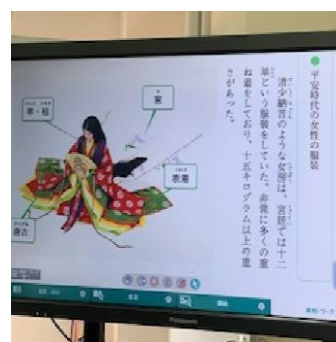 平安時代の女性の服装
清少納言のような女房は、宮廷では十二
単という服装をしていた。非常に多くの重
ね着をしており、十五キログラム以上の重
さがあった。
裳
単・袿
表着
唐衣
Panasonic